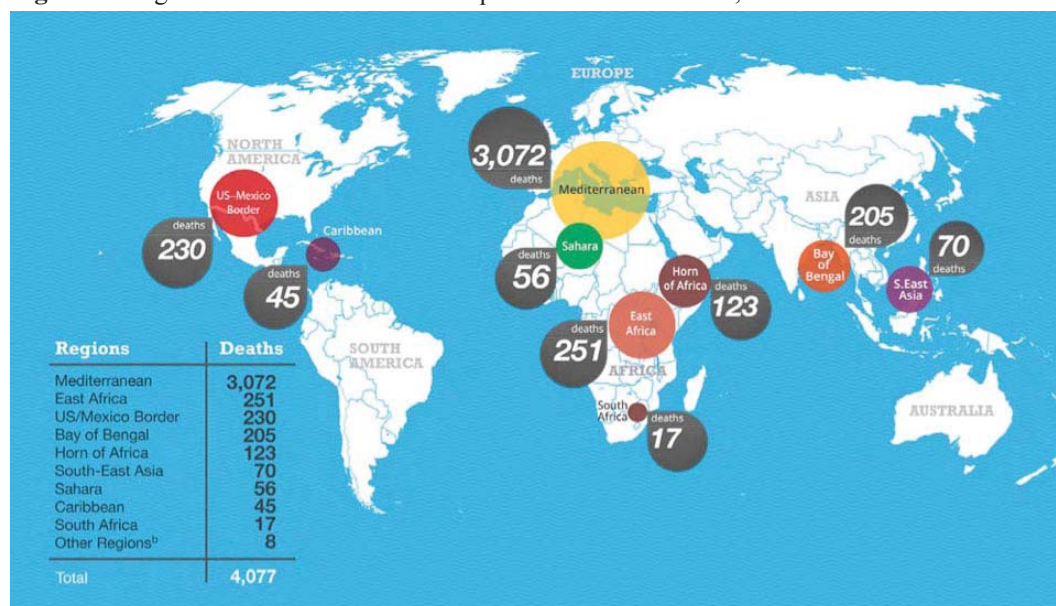 EUROPE
NORTH
AMERICA
3,072
deaths
Mediterranean
US–Mexico
Border
ASIA
205
deaths
deaths
230
Caribbean
Sahara
deaths
56
Bay
of
Bengal
70
deaths
deaths
45
Horn
of Africa
deaths
123
S.East
Asia
East
Africa
deaths
251
SOUTH
AMERICA
AFRICA
South
Africa
deaths
17
AUSTRALIA
Regions Deaths
Mediterranean 3,072
East Africa 251
US/Mexico Border 230
Bay of Bengal 205
Horn of Africa 123
South-East Asia 70
Sahara 56
Caribbean 45
South Africa 17
Other Regionsᵇ 8
Total 4,077